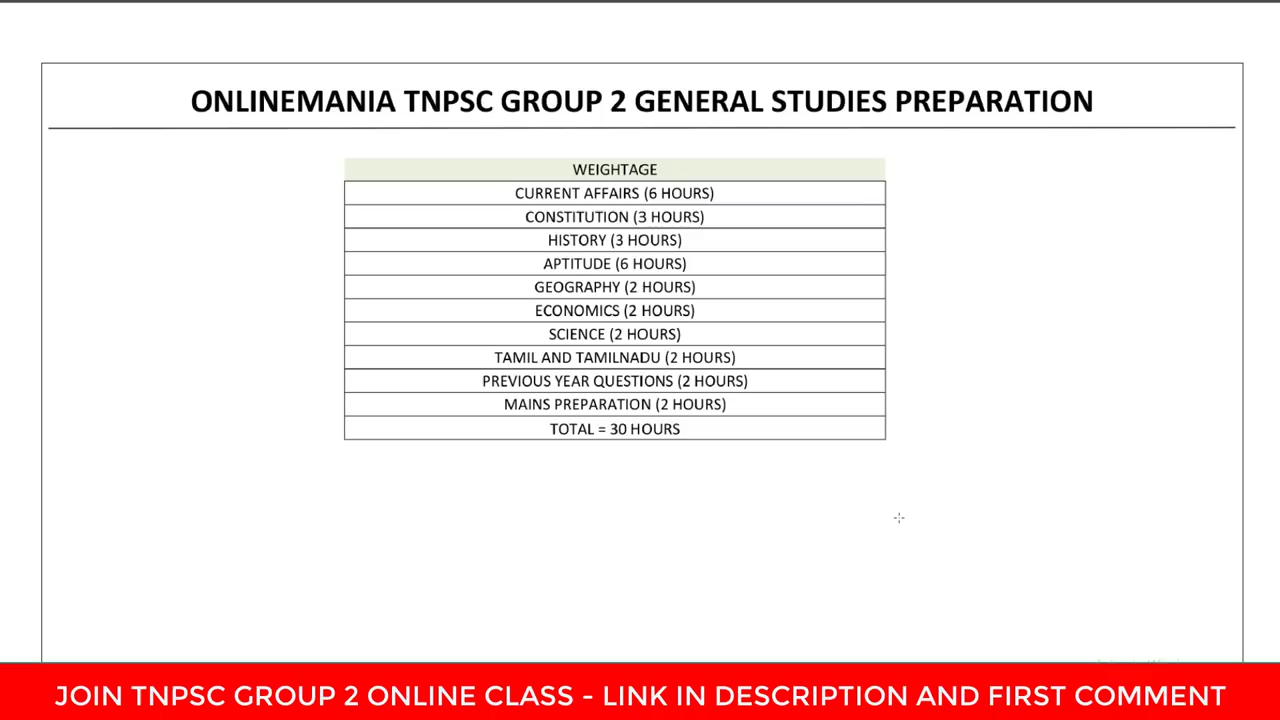 ONLINEMANIA TNPSC GROUP 2 GENERAL STUDIES PREPARATION
WEIGHTAGE
CURRENT AFFAIRS (6 HOURS)
CONSTITUTION (3 HOURS)
HISTORY (3 HOURS)
APTITUDE (6 HOURS)
GEOGRAPHY (2 HOURS)
ECONOMICS (2 HOURS)
SCIENCE (2 HOURS)
TAMIL AND TAMILNADU (2 HOURS)
PREVIOUS YEAR QUESTIONS (2 HOURS)
MAINS PREPARATION (2 HOURS)
TOTAL = 30 HOURS
JOIN TNPSC GROUP 2 ONLINE CLASS - LINK IN DESCRIPTION AND FIRST COMMENT